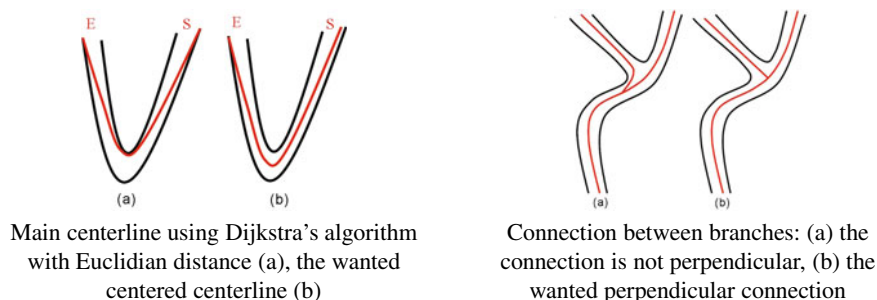 E S E S
(a) (b)
Main centerline using Dijkstra's algorithm
with Euclidian distance (a), the wanted
centered centerline (b)
(a) (b)
Connection between branches: (a) the
connection is not perpendicular, (b) the
wanted perpendicular connection